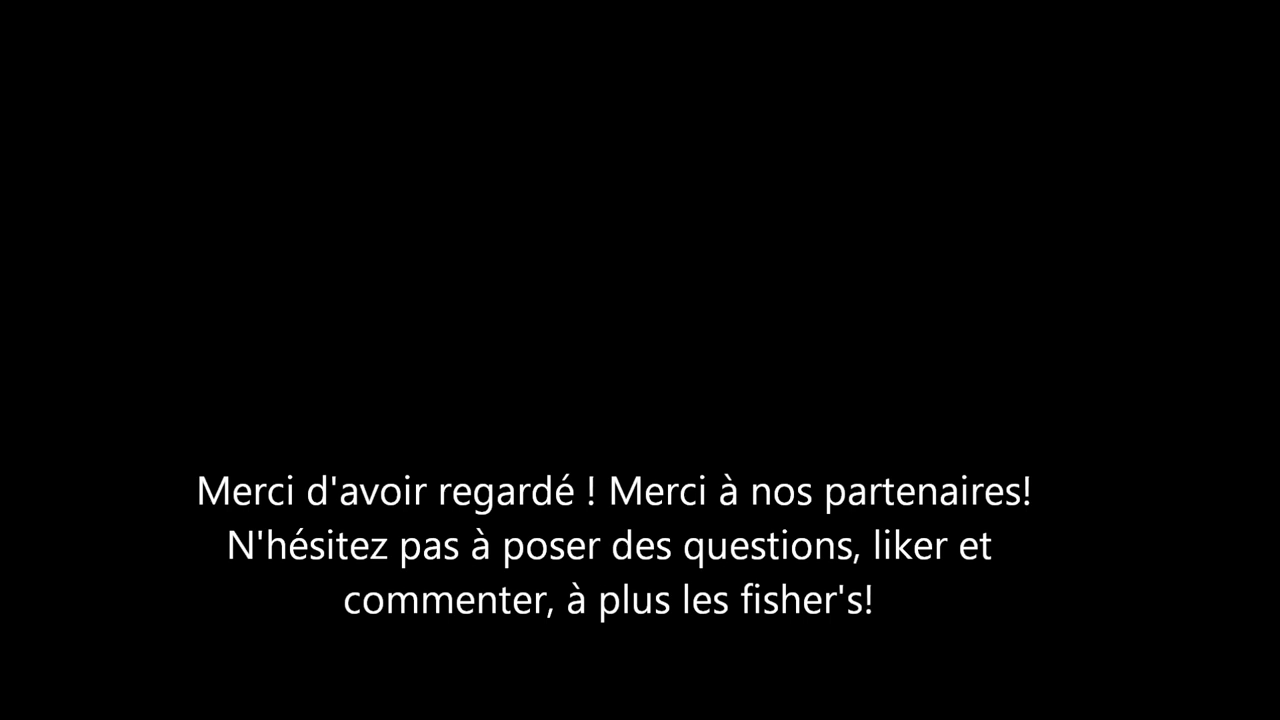 Merci d'avoir regardé ! Merci à nos partenaires!
N'hésitez pas à poser des questions, liker et
commenter, à plus les fisher's!